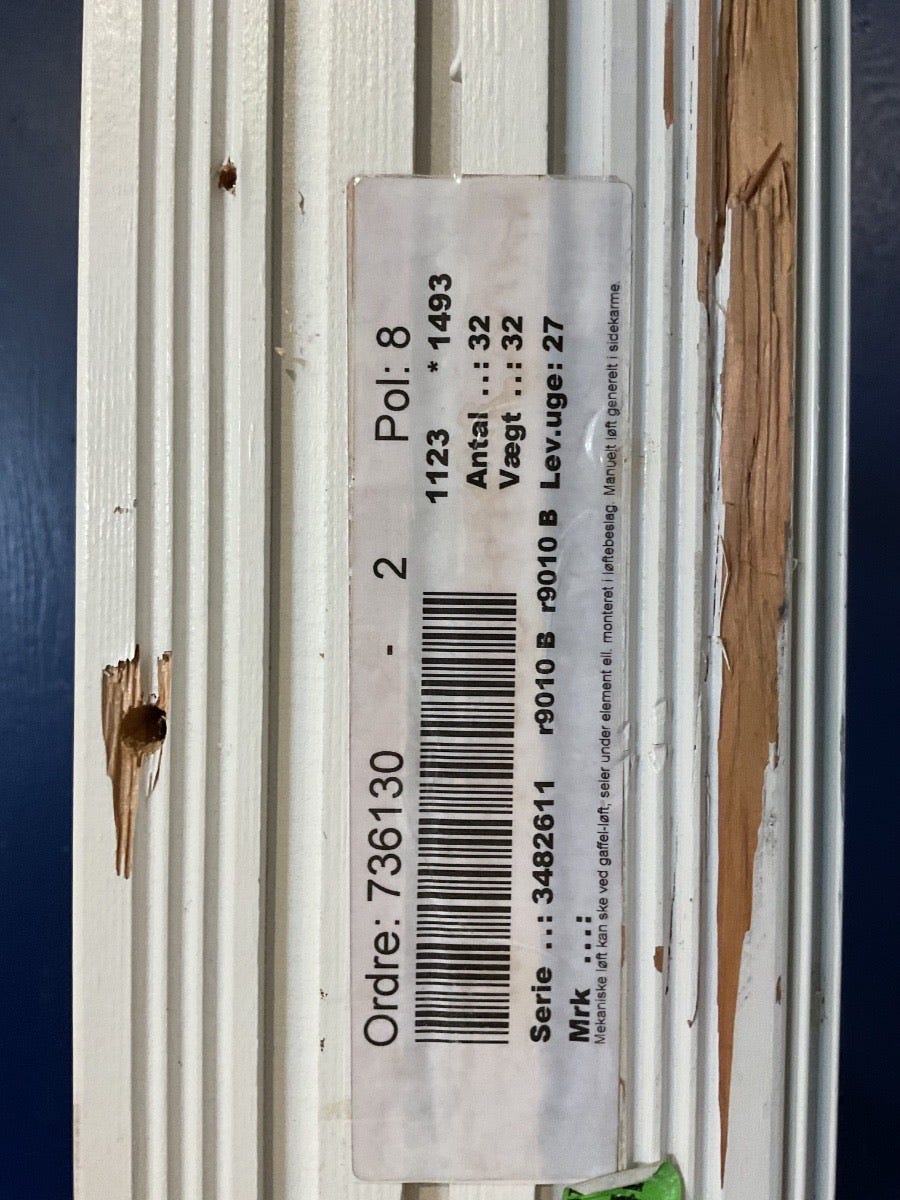 Ordre: 736130 - 2 Pol: 8
1123 * 1493
Antal ..: 32
Vægt ..: 32
Serie ..: 3482611 r9010 B r9010 B Lev.uge: 27
Mrk ...:
Mekaniske løft kan ske ved gaffel-løft, seler under element ell. monteret i løftebeslag. Manuelt løft generelt i sidekarme.